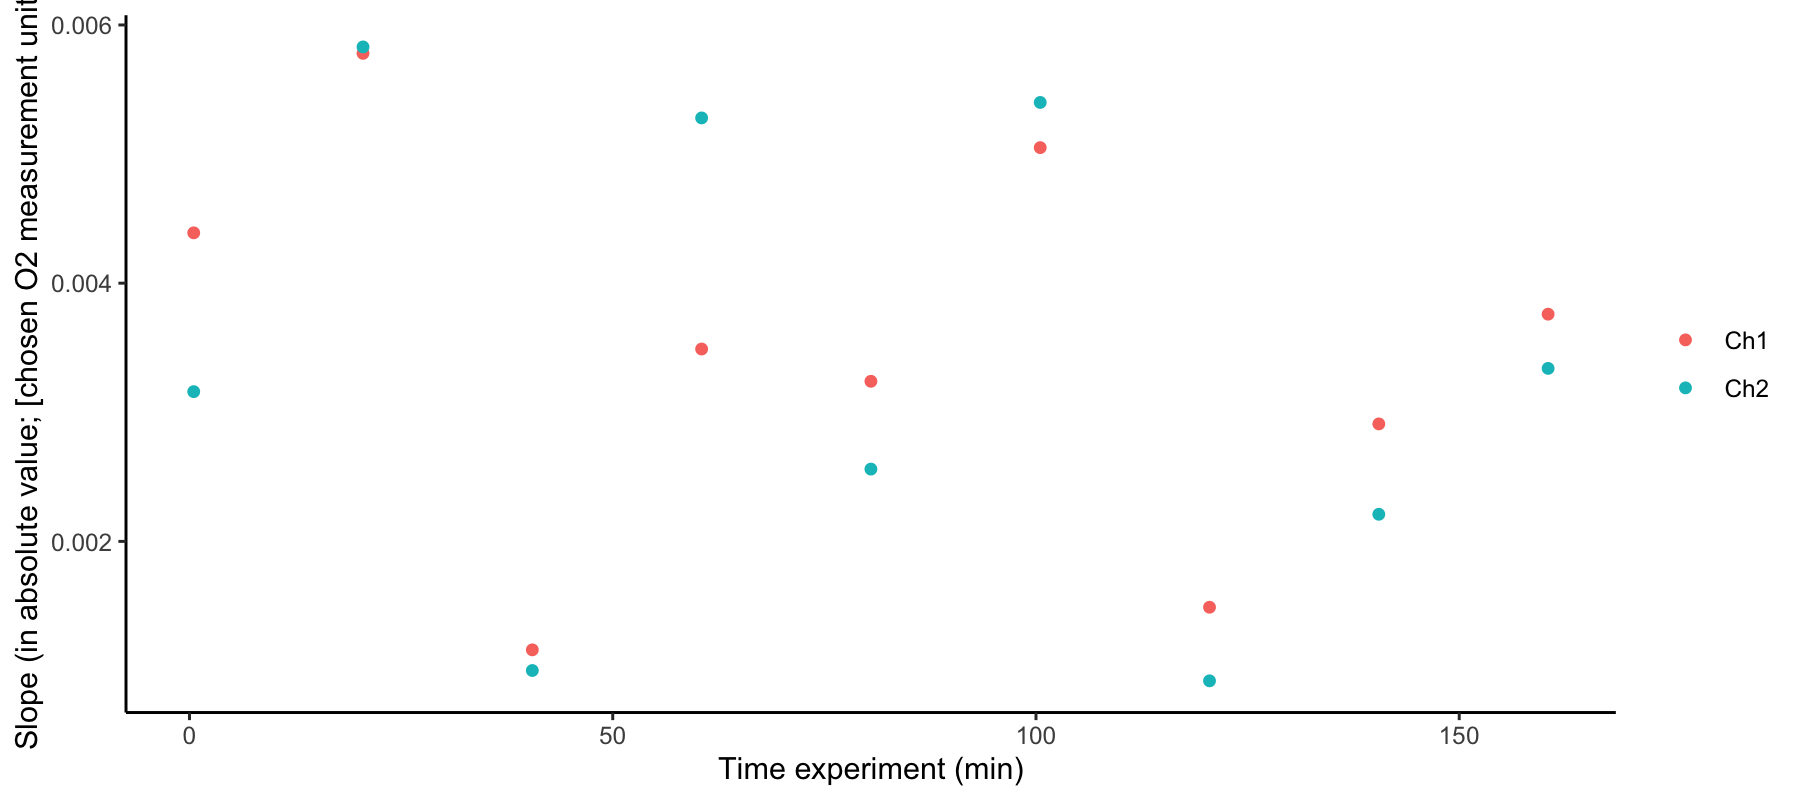 Slope (in absolute value; [chosen O2 measurement unit
0.006
0.004
0.002
0
50
100
150
Time experiment (min)
Ch1
Ch2